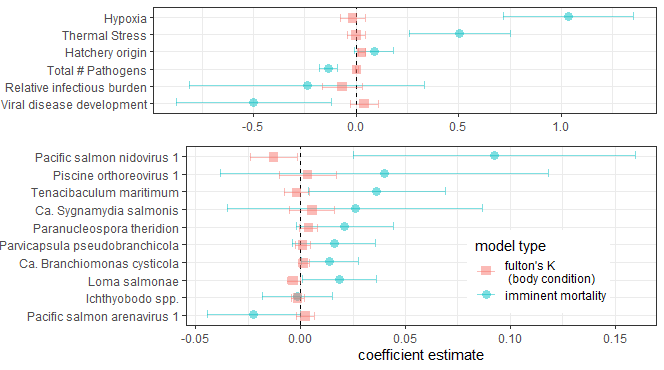 Hypoxia
Thermal Stress
Hatchery origin
Total # Pathogens
Relative infectious burden
Viral disease development
-0.5 0.0 0.5 1.0
Pacific salmon nidovirus 1
Piscine orthoreovirus 1
Tenacibaculum maritimum
Ca. Sygnamydia salmonis
Paranucleospora theridion
Parvicapsula pseudobranchicola
Ca. Branchiomonas cysticola
Loma salmonae
Ichthyobodo spp.
Pacific salmon arenavirus 1
model type
fulton's K
(body condition)
imminent mortality
-0.05 0.00 0.05 0.10 0.15
coefficient estimate